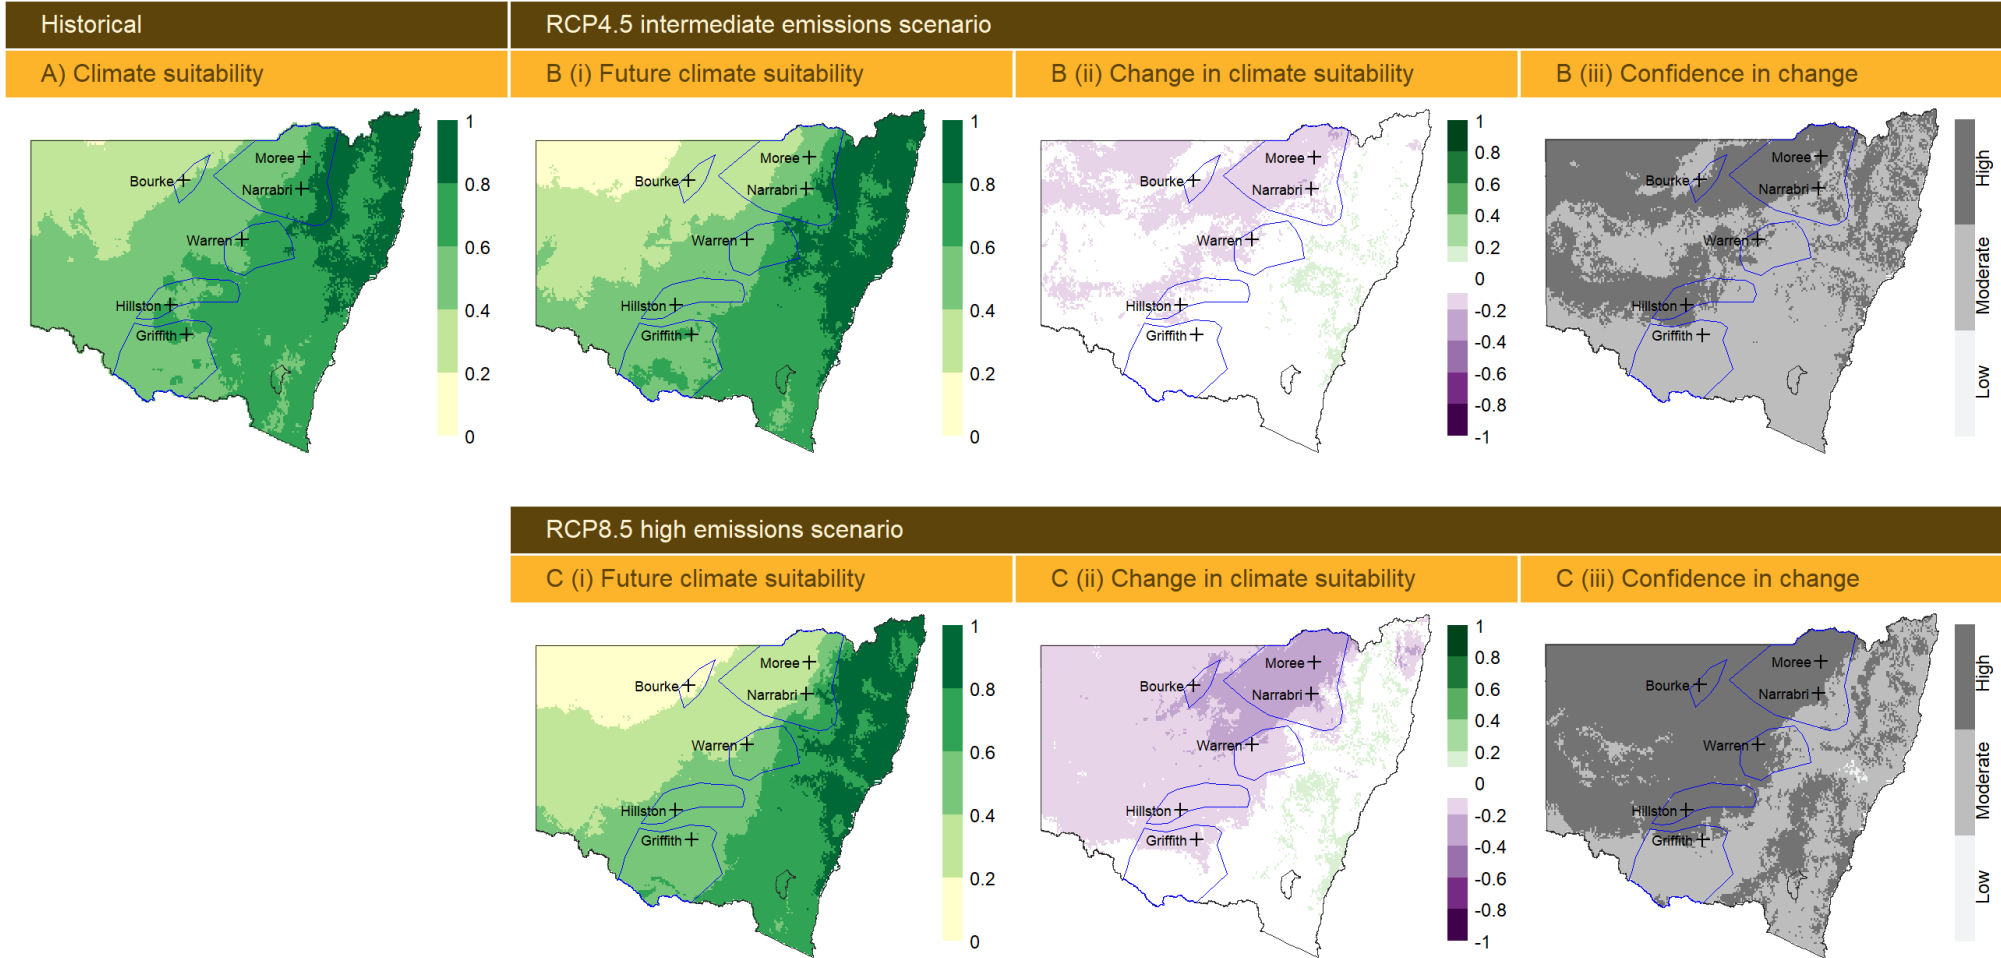 Historical
RCP4.5 intermediate emissions scenario
A) Climate suitability
B (i) Future climate suitability
B (ii) Change in climate suitability
B (iii) Confidence in change
Moree
Bourke
Narrabri
Warren
Hillston
Griffith
1
0.8
0.6
0.4
0.2
0
Moree
Bourke
Narrabri
Warren
Hillston
Griffith
1
0.8
0.6
0.4
0.2
0
Moree
Bourke
Narrabri
Warren
Hillston
Griffith
1
0.8
0.6
0.4
0.2
0
-0.2
-0.4
-0.6
-0.8
-1
Moree
Bourke
Narrabri
Warren
Hillston
Griffith
High
Moderate
Low
RCP8.5 high emissions scenario
C (i) Future climate suitability
C (ii) Change in climate suitability
C (iii) Confidence in change
Moree
Bourke
Narrabri
Warren
Hillston
Griffith
1
0.8
0.6
0.4
0.2
0
Moree
Bourke
Narrabri
Warren
Hillston
Griffith
1
0.8
0.6
0.4
0.2
0
-0.2
-0.4
-0.6
-0.8
-1
Moree
Bourke
Narrabri
Warren
Hillston
Griffith
High
Moderate
Low